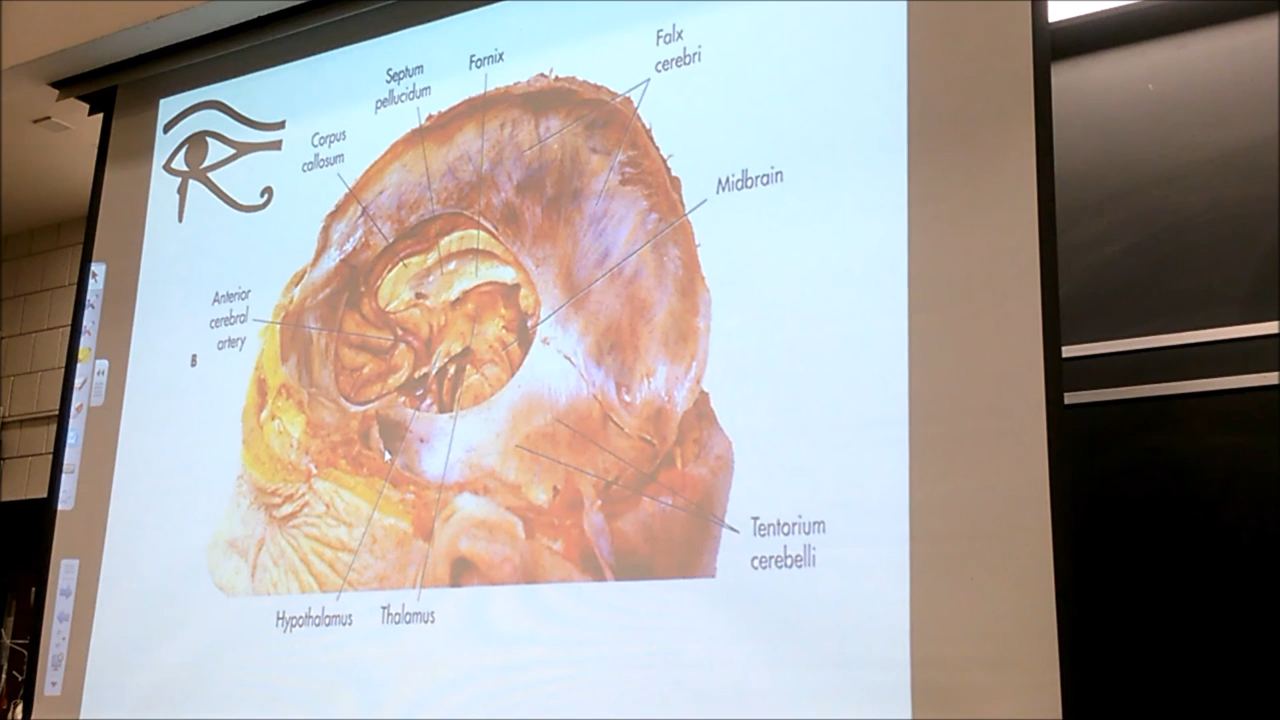 Septum
pellucidum
Fornix
Falx
cerebri
Corpus
callosum
Midbrain
Anterior
cerebral
artery
B
Tentorium
cerebelli
Hypothalamus
Thalamus